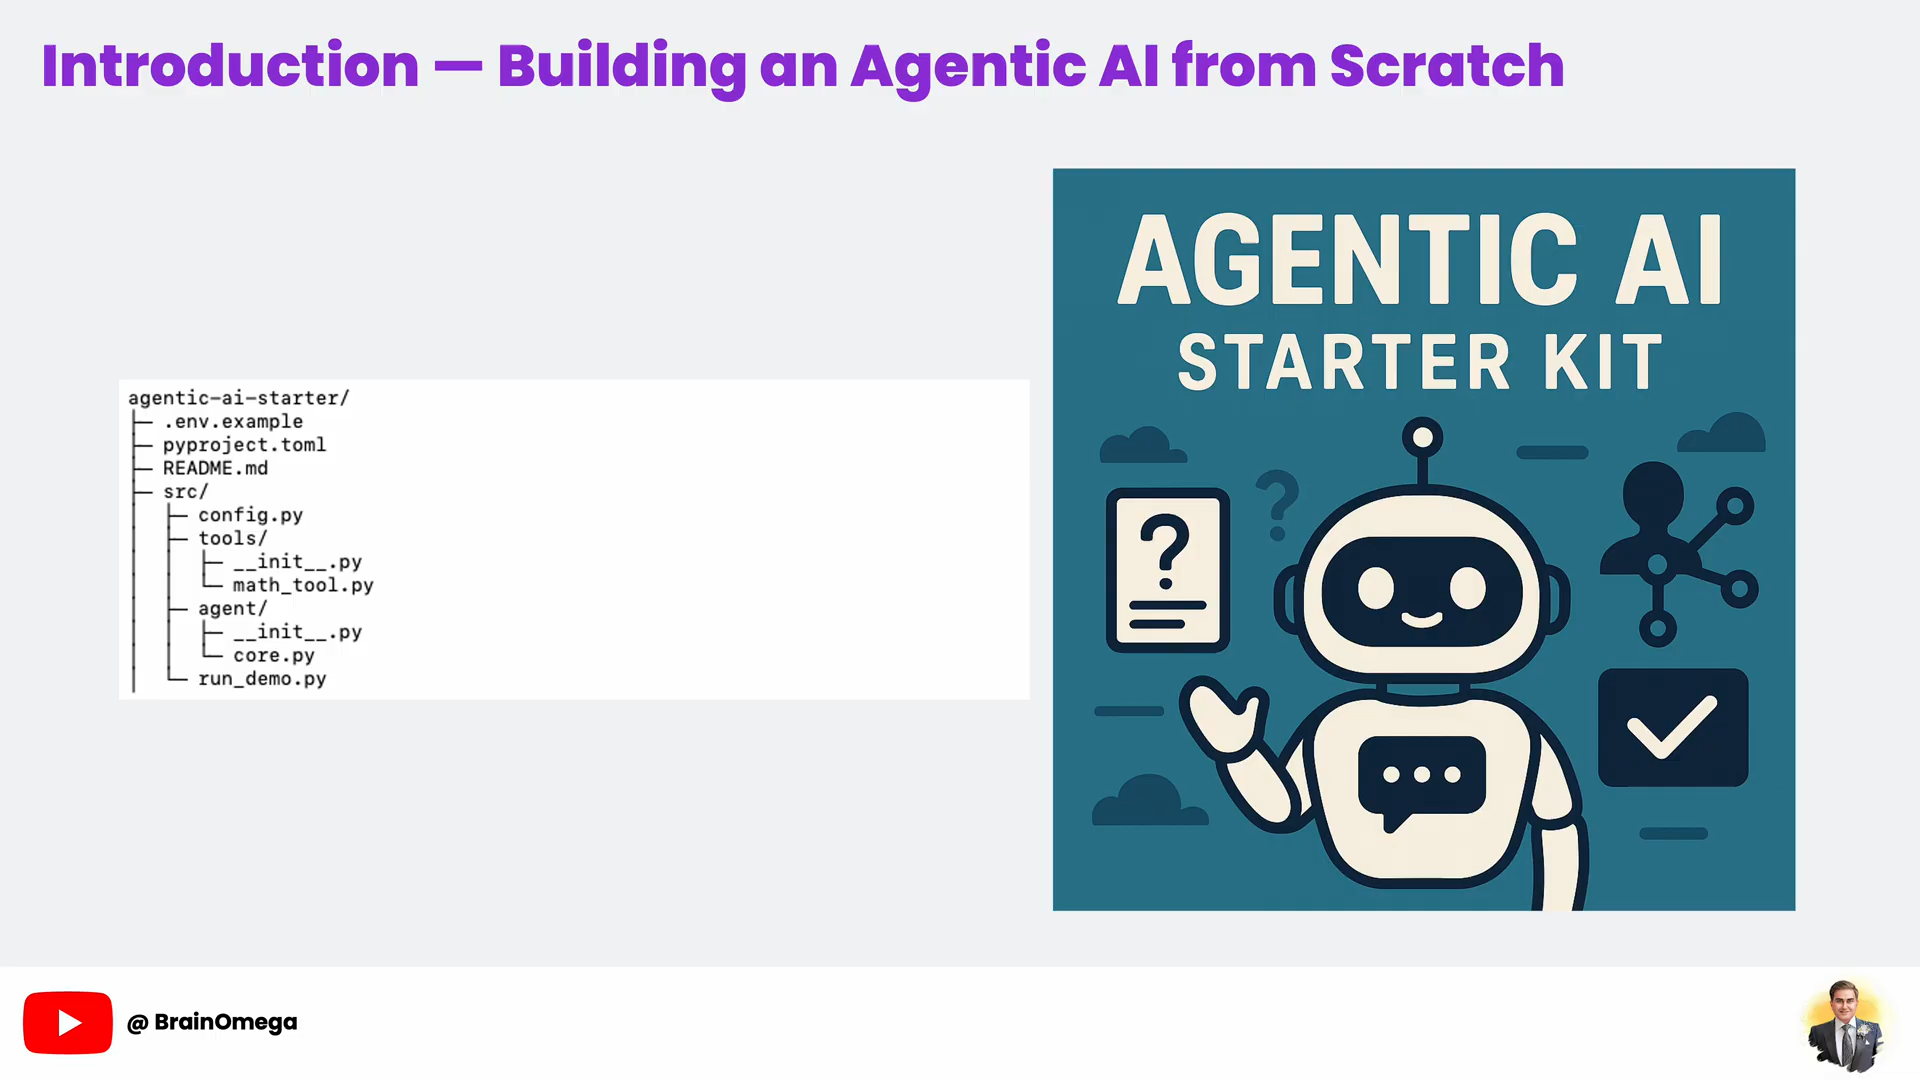 Introduction — Building an Agentic AI from Scratch
agentic-ai-starter/
├─ .env.example
├─ pyproject.toml
├─ README.md
├─ src/
│  ├─ config.py
│  ├─ tools/
│  │  ├─ __init__.py
│  │  └─ math_tool.py
│  ├─ agent/
│  │  ├─ __init__.py
│  │  └─ core.py
│  └─ run_demo.py
AGENTIC AI
STARTER KIT
?
?
@ BrainOmega